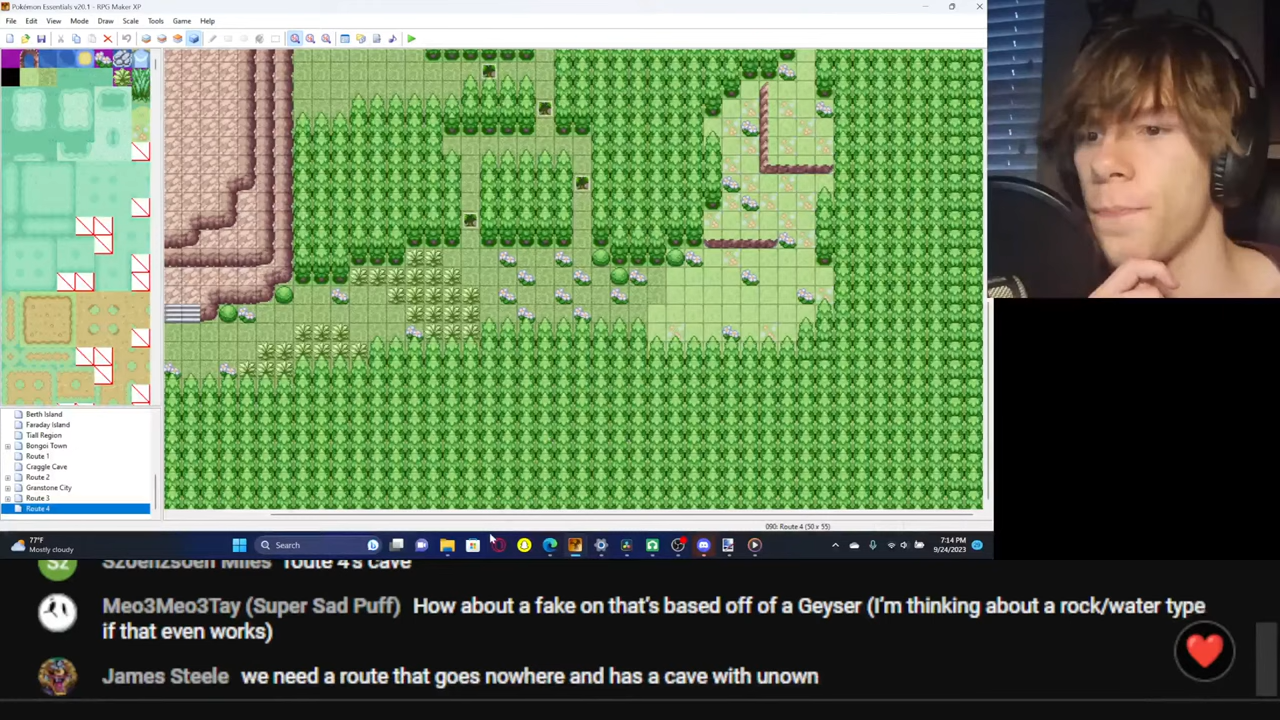 Pokémon Essentials v20.1 - RPG Maker XP
File Edit View Mode Draw Scale Tools Game Help
Berth Island
Faraday Island
Tiall Region
Bongoi Town
Route 1
Craggle Cave
Route 2
Granstone City
Route 3
Route 4
090: Route 4 (50 x 55)
77°F
Mostly cloudy
Search
7:14 PM
9/24/2023
SZ
Szoenzsoen Miles route 4's cave
Meo3Meo3Tay (Super Sad Puff) How about a fake on that's based off of a Geyser (I'm thinking about a rock/water type
if that even works)
James Steele we need a route that goes nowhere and has a cave with unown